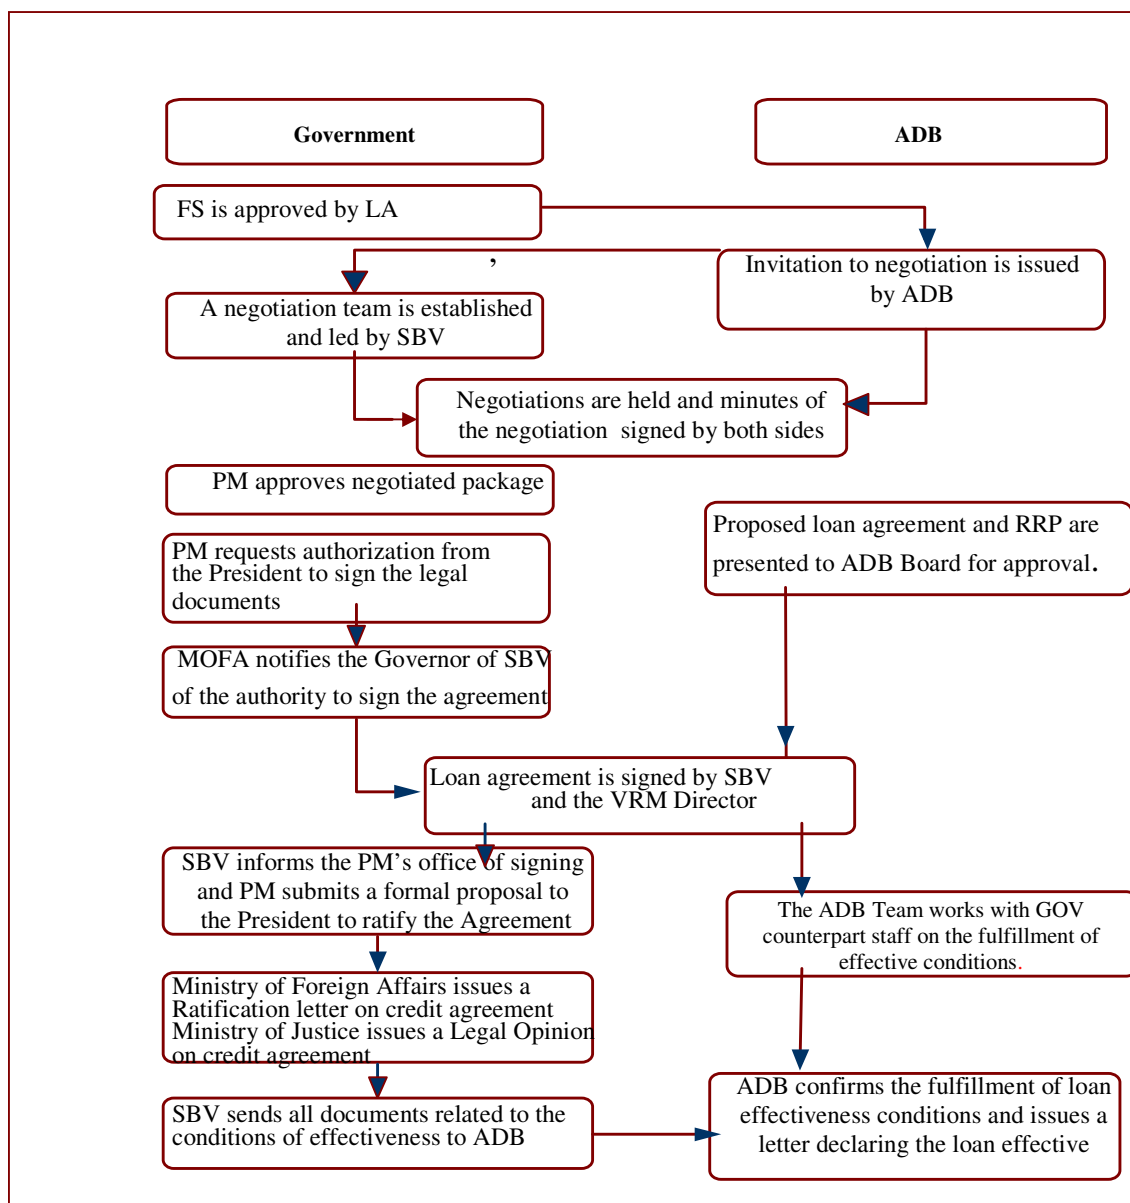 Government
ADB
FS is approved by LA
,
Invitation to negotiation is issued
by ADB
A negotiation team is established
and led by SBV
Negotiations are held and minutes of
the negotiation signed by both sides
PM approves negotiated package
Proposed loan agreement and RRP are
presented to ADB Board for approval.
PM requests authorization from
the President to sign the legal
documents
MOFA notifies the Governor of SBV
of the authority to sign the agreement
Loan agreement is signed by SBV
and the VRM Director
SBV informs the PM’s office of signing
and PM submits a formal proposal to
the President to ratify the Agreement
The ADB Team works with GOV
counterpart staff on the fulfillment of
effective conditions.
Ministry of Foreign Affairs issues a
Ratification letter on credit agreement
Ministry of Justice issues a Legal Opinion
on credit agreement
SBV sends all documents related to the
conditions of effectiveness to ADB
ADB confirms the fulfillment of loan
effectiveness conditions and issues a
letter declaring the loan effective